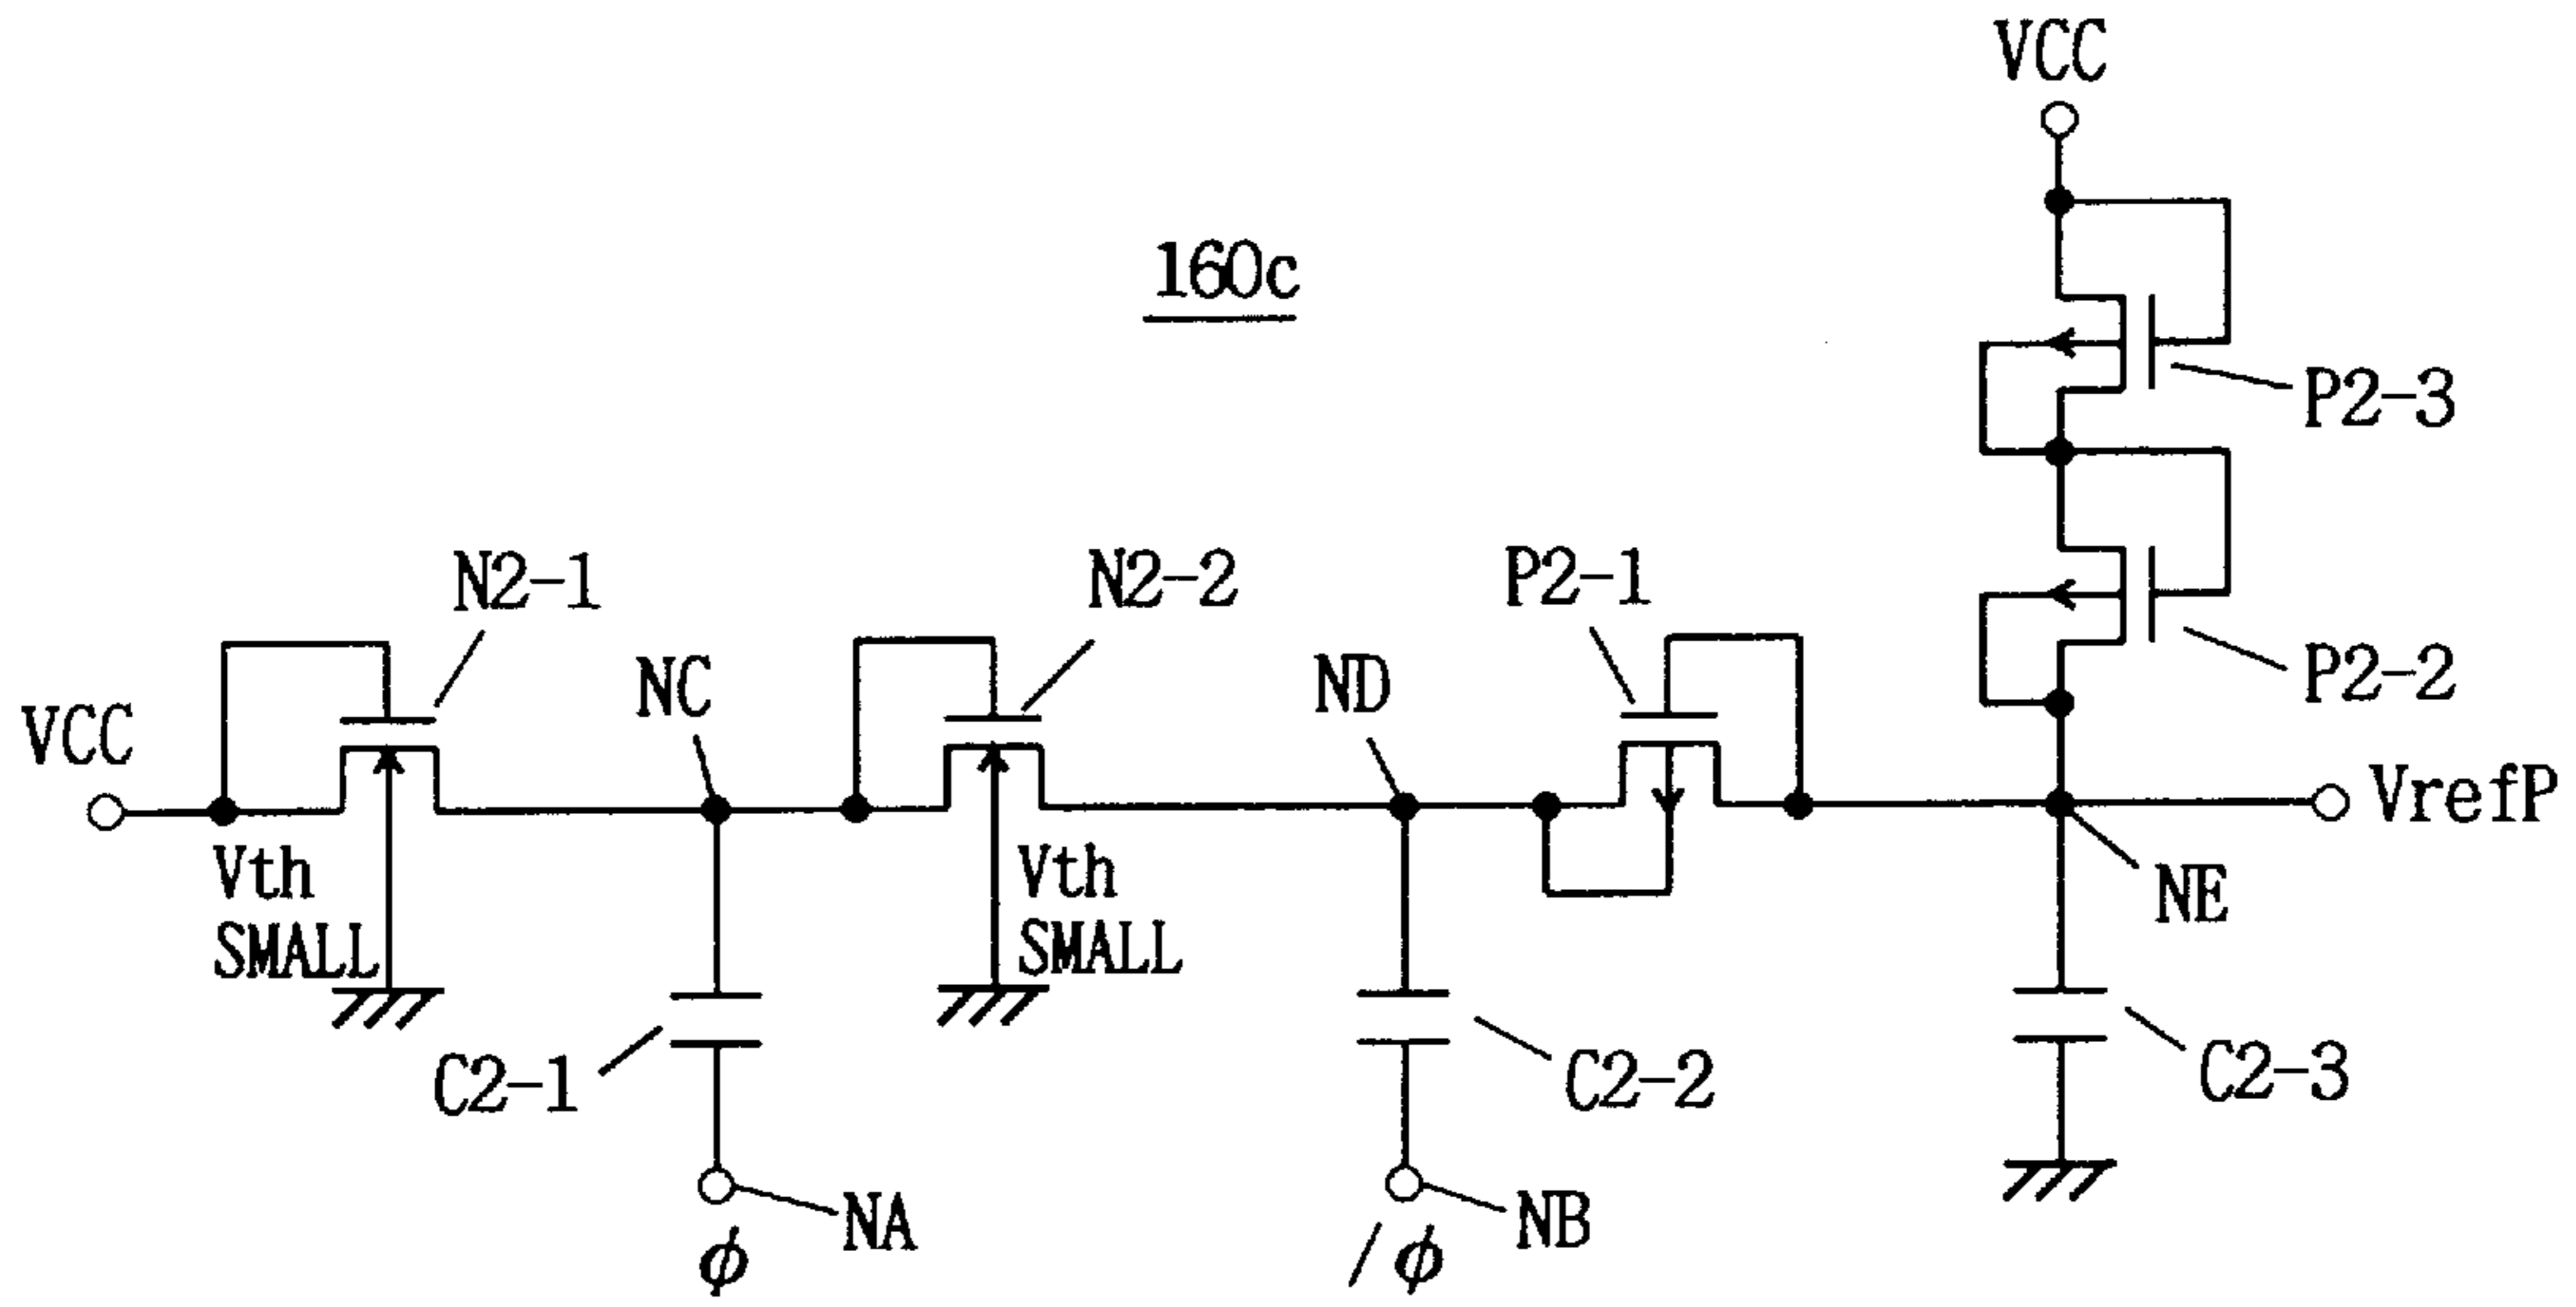 VCC
160c
P2-3
N2-1
N2-2
P2-1
P2-2
NC
ND
VCC
VrefP
Vth
SMALL
Vth
SMALL
NE
C2-1
C2-2
C2-3
NA
NB
φ
/φ